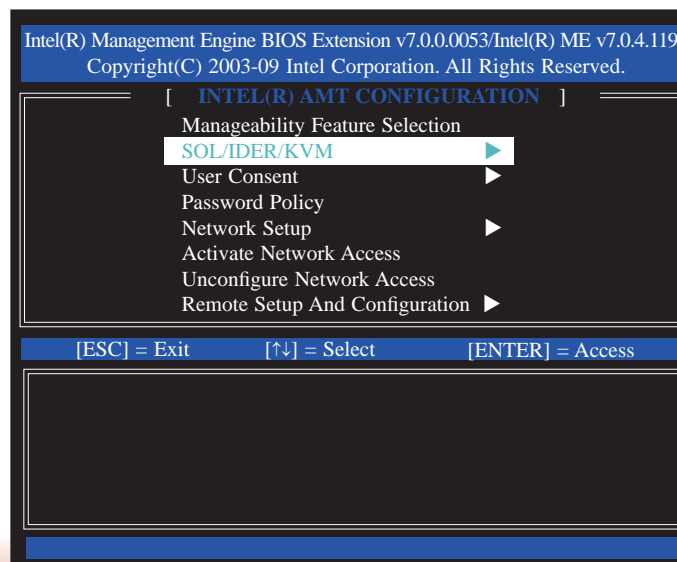 Intel(R) Management Engine BIOS Extension v7.0.0.0053/Intel(R) ME v7.0.4.119
Copyright(C) 2003-09 Intel Corporation. All Rights Reserved.
[ INTEL(R) AMT CONFIGURATION ]
Manageability Feature Selection
SOL/IDER/KVM ▶
User Consent ▶
Password Policy
Network Setup ▶
Activate Network Access
Unconfigure Network Access
Remote Setup And Configuration ▶
[ESC] = Exit [↑↓] = Select [ENTER] = Access